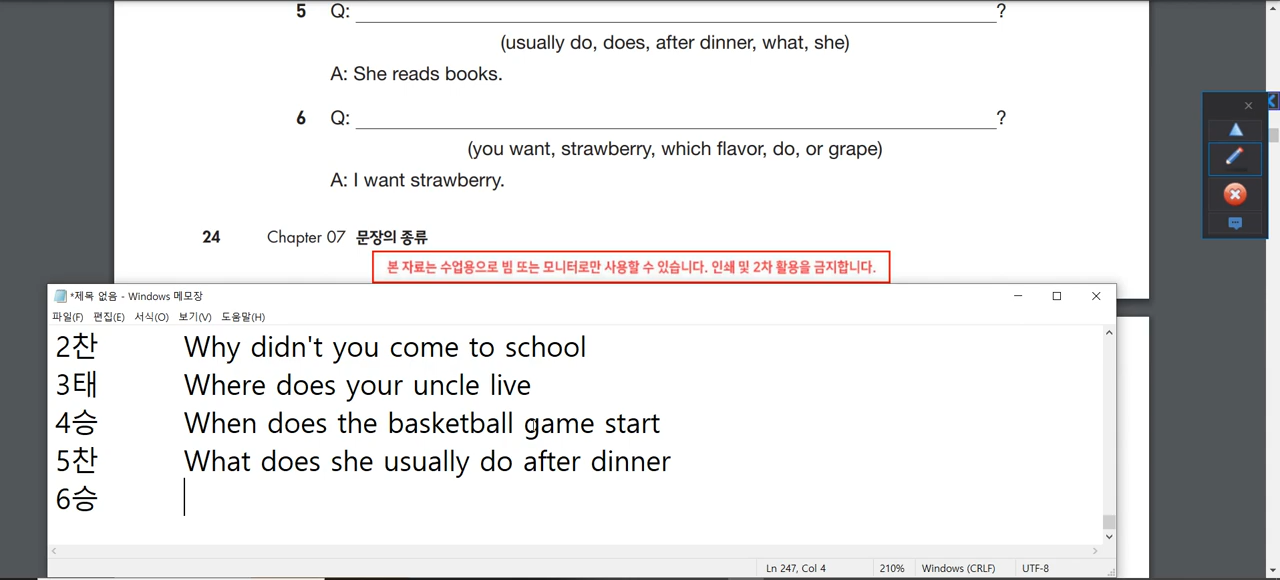 5 Q: ?
(usually do, does, after dinner, what, she)
A: She reads books.
6 Q: ?
(you want, strawberry, which flavor, do, or grape)
A: I want strawberry.
24 Chapter 07 문장의 종류
본 자료는 수업용으로 빔 또는 모니터로만 사용할 수 있습니다. 인쇄 및 2차 활용을 금지합니다.
*제목 없음 - Windows 메모장
파일(F) 편집(E) 서식(O) 보기(V) 도움말(H)
2찬 Why didn't you come to school
3태 Where does your uncle live
4승 When does the basketball game start
5찬 What does she usually do after dinner
6승
Ln 247, Col 4 210% Windows (CRLF) UTF-8